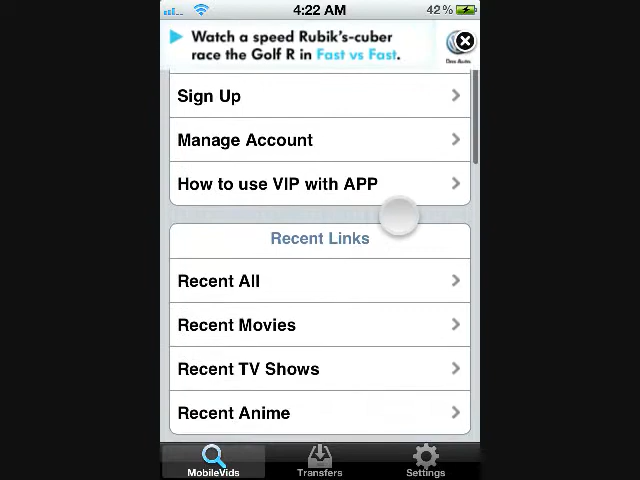 4:22 AM
42%
Watch a speed Rubik's-cuber
race the Golf R in Fast vs Fast.
Das Auto.
Sign Up
Manage Account
How to use VIP with APP
Recent Links
Recent All
Recent Movies
Recent TV Shows
Recent Anime
MobileVids
Transfers
Settings